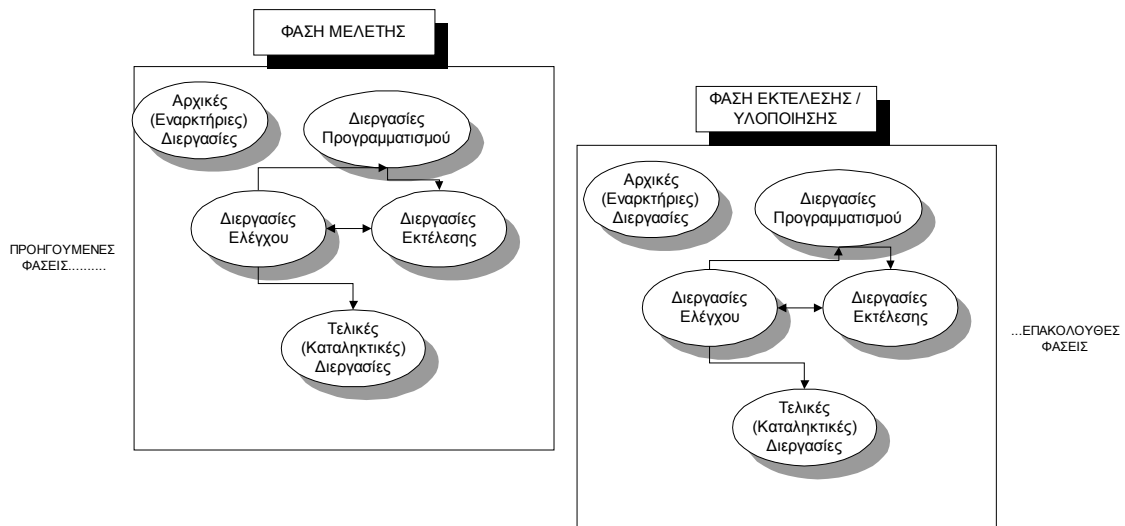 ΦΑΣΗ ΜΕΛΕΤΗΣ
Αρχικές
(Εναρκτήριες)
Διεργασίες
Διεργασίες
Προγραμματισμού
Διεργασίες
Ελέγχου
Διεργασίες
Εκτέλεσης
Τελικές
(Καταληκτικές)
Διεργασίες
ΠΡΟΗΓΟΥΜΕΝΕΣ
ΦΑΣΕΙΣ..........
ΦΑΣΗ ΕΚΤΕΛΕΣΗΣ /
ΥΛΟΠΟΙΗΣΗΣ
Αρχικές
(Εναρκτήριες)
Διεργασίες
Διεργασίες
Προγραμματισμού
Διεργασίες
Ελέγχου
Διεργασίες
Εκτέλεσης
Τελικές
(Καταληκτικές)
Διεργασίες
...ΕΠΑΚΟΛΟΥΘΕΣ
ΦΑΣΕΙΣ